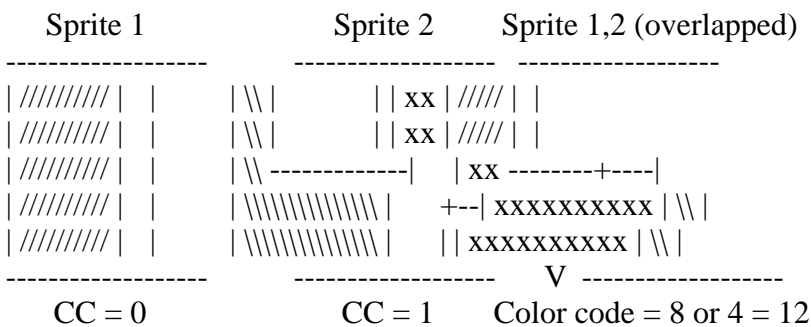 Sprite 1 Sprite 2 Sprite 1,2 (overlapped)
------------------- ------------------- -------------------
| ////////// | | | \\ | | | xx | ///// | |
| ////////// | | | \\ | | | xx | ///// | |
| ////////// | | | \\ -------------| | xx --------+----|
| ////////// | | | \\\\\\\\\\\\\\\ | +--| xxxxxxxxxx | \\ |
| ////////// | | | \\\\\\\\\\\\\\\ | | | xxxxxxxxxx | \\ |
------------------- ------------------- V -------------------
CC = 0 CC = 1 Color code = 8 or 4 = 12